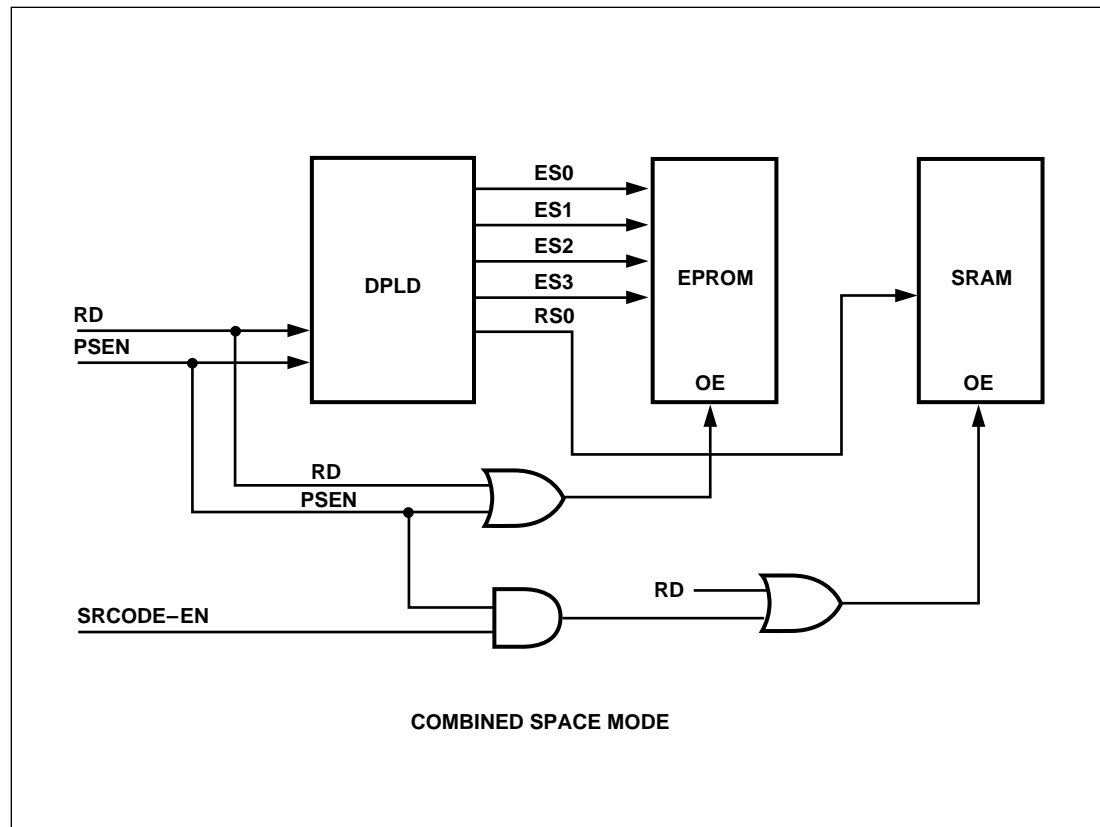 ES0
ES1
ES2
ES3
RS0
DPLD
EPROM
SRAM
RD
PSEN
OE
OE
RD
PSEN
RD
SRCODE–EN
COMBINED SPACE MODE